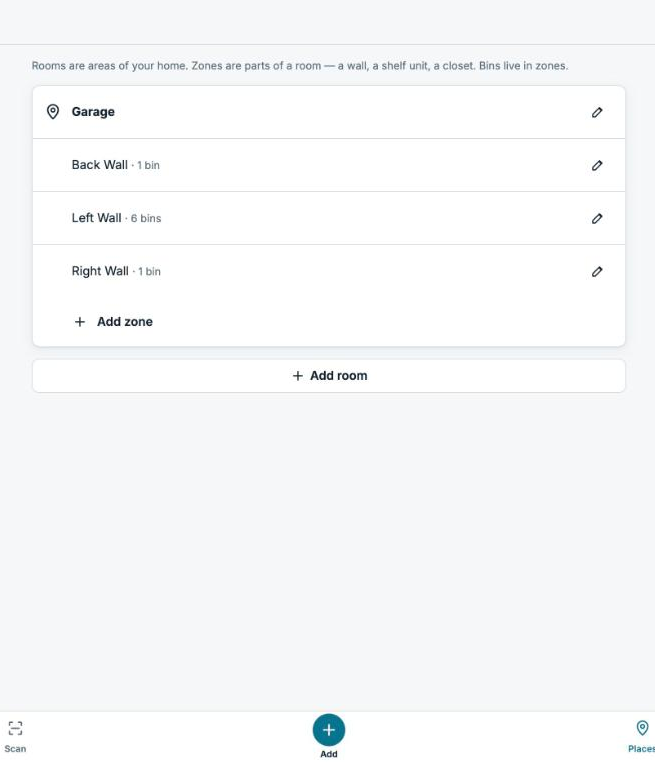 Rooms are areas of your home. Zones are parts of a room — a wall, a shelf unit, a closet. Bins live in zones.
Garage
Back Wall · 1 bin
Left Wall · 6 bins
Right Wall · 1 bin
Add zone
Add room
Scan
Add
Places